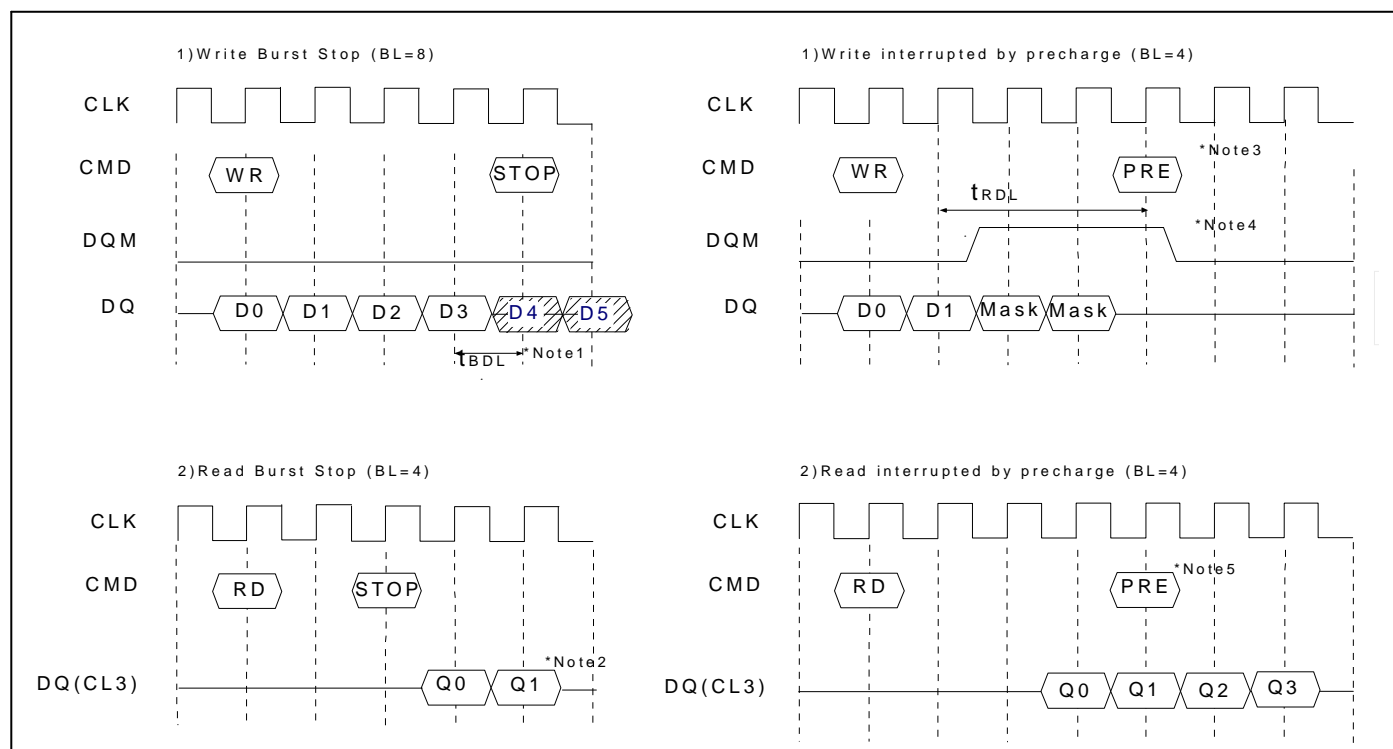 1)Write Burst Stop (BL=8)
CLK
CMD
WR
STOP
DQM
DQ
D0
D1
D2
D3
D4
D5
tBDL
*Note1
1)Write interrupted by precharge (BL=4)
CLK
CMD
WR
PRE
*Note3
tRDL
DQM
*Note4
DQ
D0
D1
Mask
Mask
2)Read Burst Stop (BL=4)
CLK
CMD
RD
STOP
DQ(CL3)
Q0
Q1
*Note2
2)Read interrupted by precharge (BL=4)
CLK
CMD
RD
PRE
*Note5
DQ(CL3)
Q0
Q1
Q2
Q3